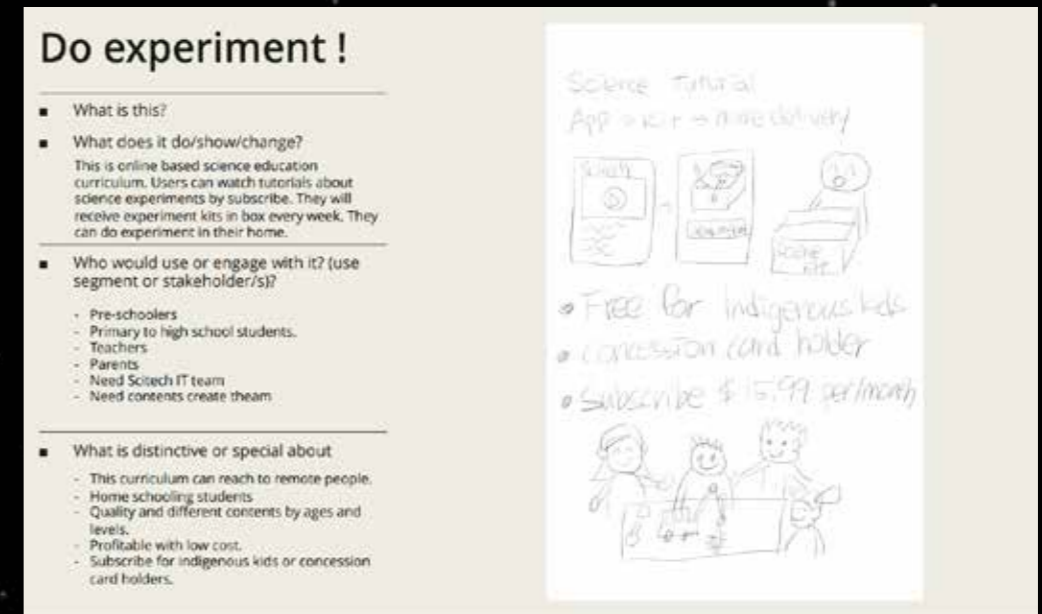 Do experiment !
▪ What is this?
▪ What does it do/show/change?
This is online based science education
curriculum. Users can watch tutorials about
science experiments by subscribe. They will
receive experiment kits in box every week. They
can do experiment in their home.
▪ Who would use or engage with it? (use
segment or stakeholder/s)?
- Pre-schoolers
- Primary to high school students.
- Teachers
- Parents
- Need Scitech IT team
- Need contents create theam
▪ What is distinctive or special about
- This curriculum can reach to remote people.
- Home schooling students
- Quality and different contents by ages and
levels.
- Profitable with low cost.
- Subscribe for indigenous kids or concession
card holders.
Science Tutorial
App → Kit → delivery
Scitech
Science
• Free for Indigenous kids
• concession card holder
• Subscribe $ 15.99 per/month